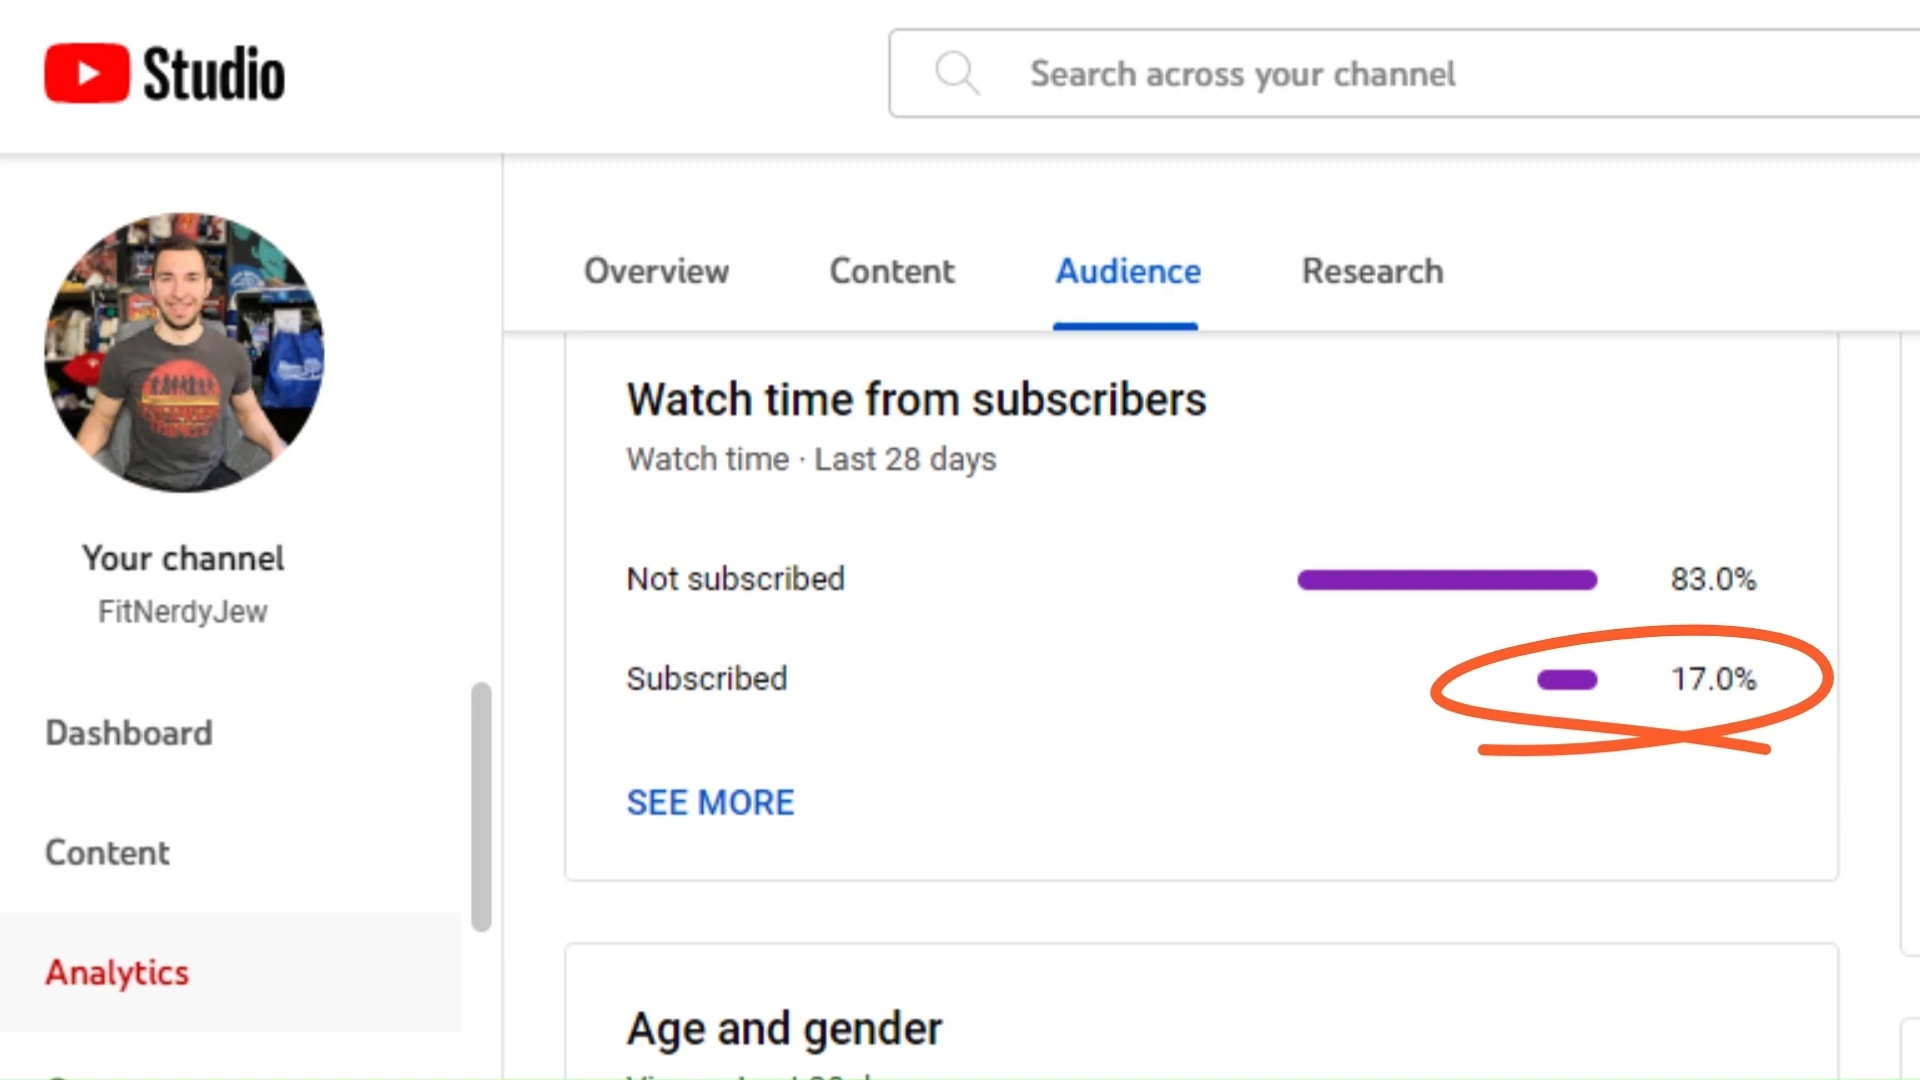 Studio
Search across your channel
Overview Content Audience Research
Your channel
FitNerdyJew
Dashboard
Content
Analytics
Watch time from subscribers
Watch time · Last 28 days
Not subscribed 83.0%
Subscribed 17.0%
SEE MORE
Age and gender